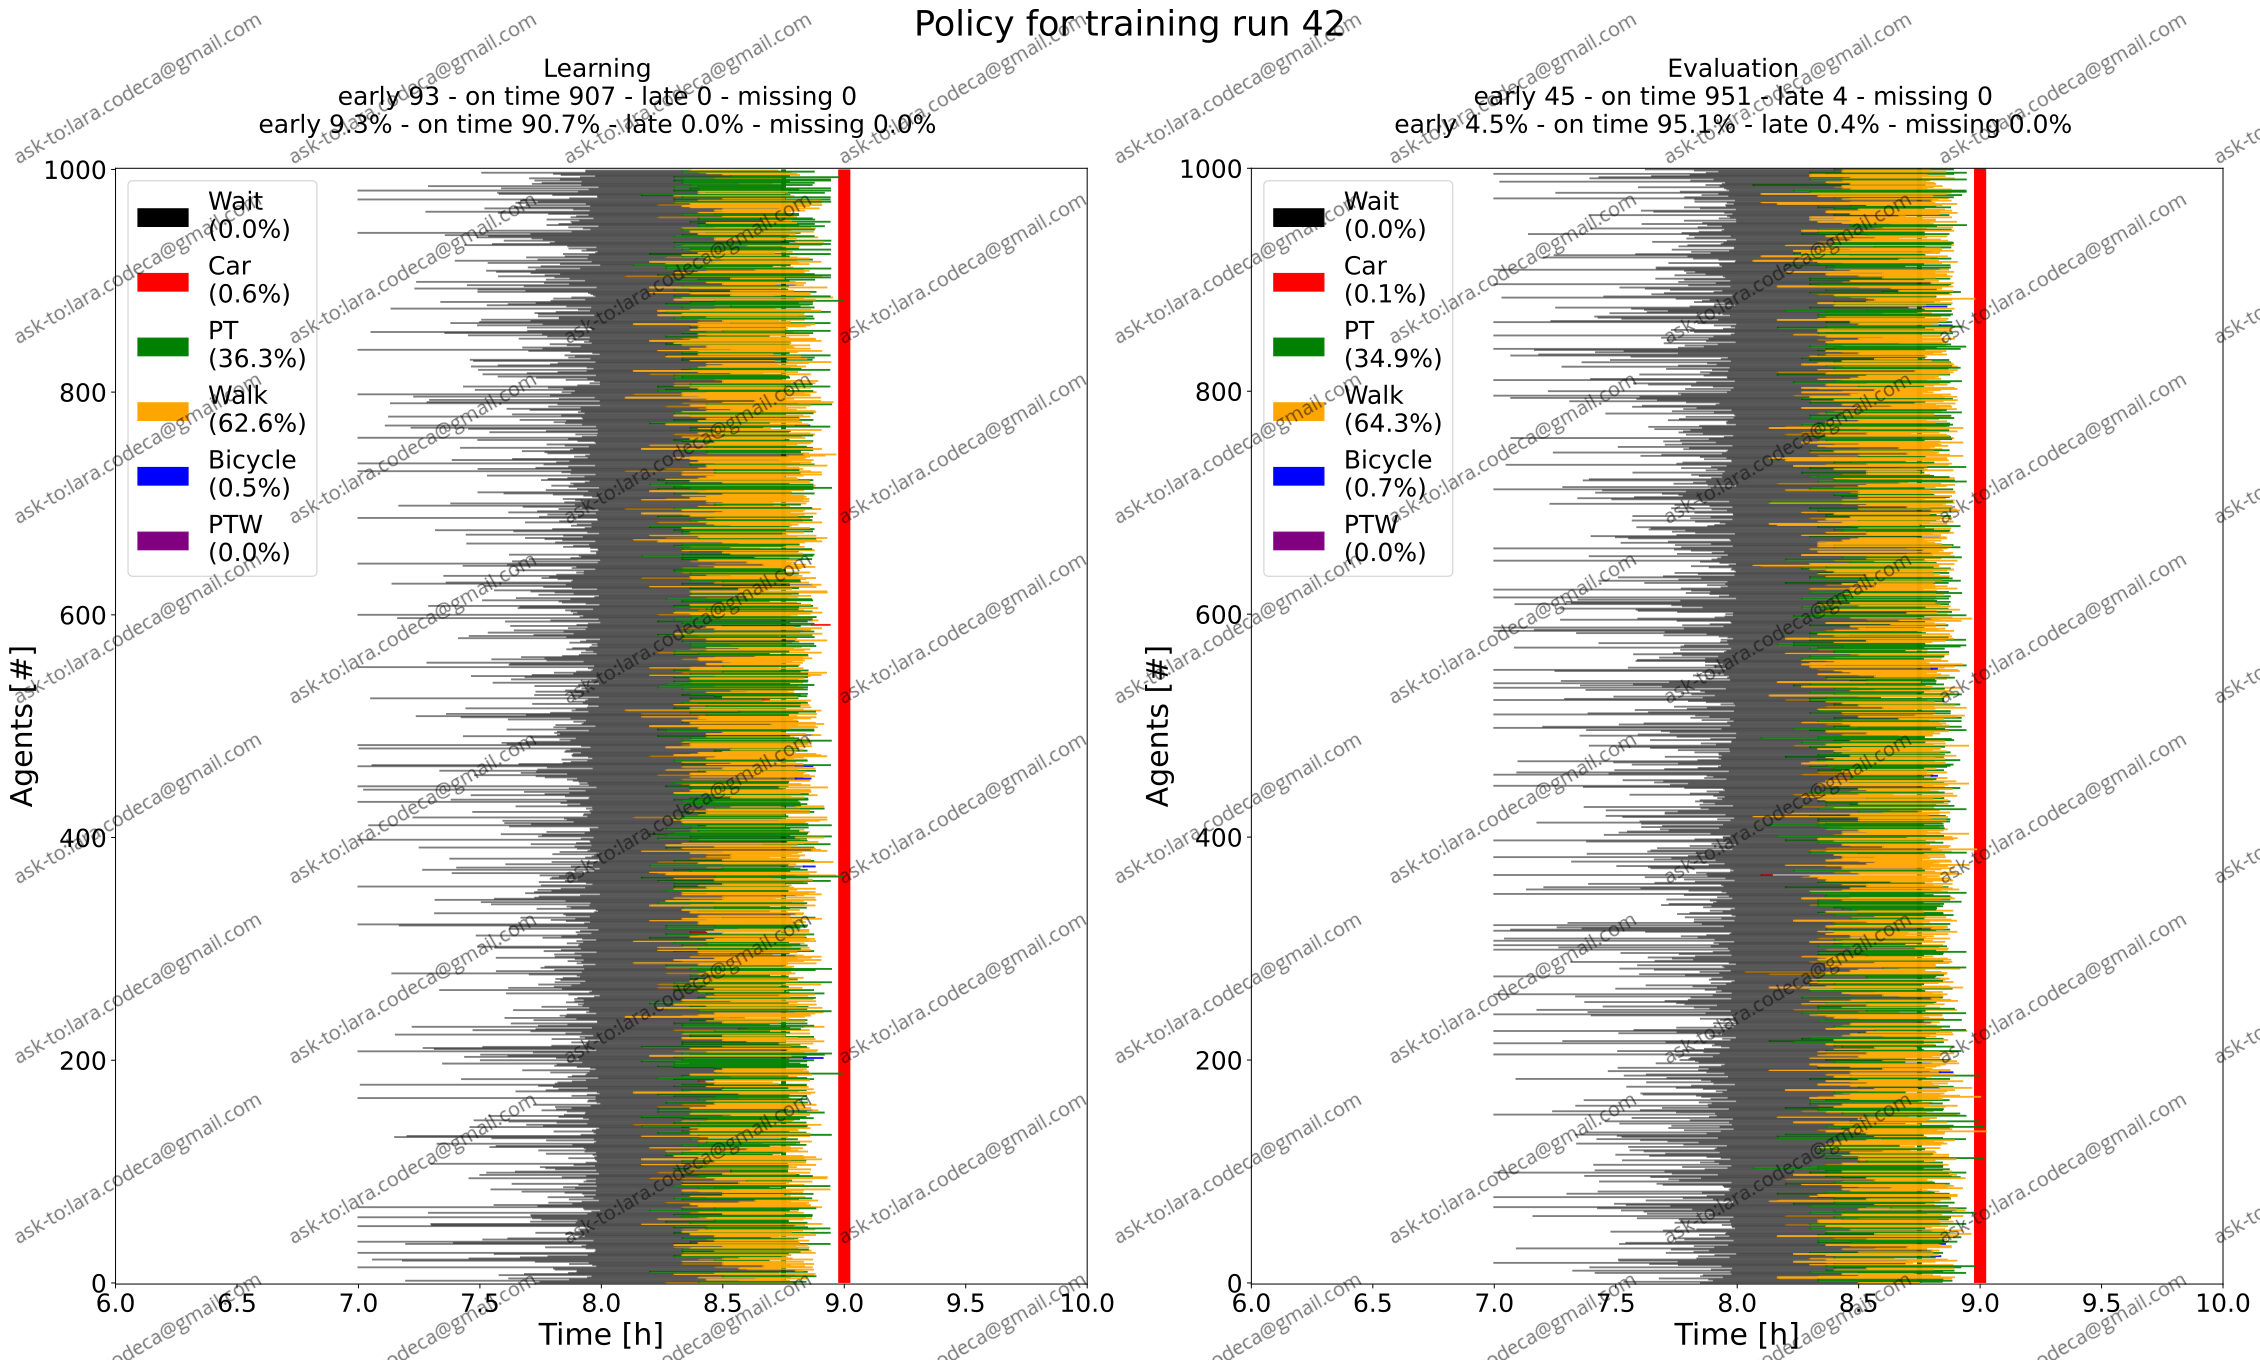 Policy for training run 42
Learning
early 93 - on time 907 - late 0 - missing 0
early 9.3% - on time 90.7% - late 0.0% - missing 0.0%
1000
800
600
400
200
0
Agents [#]
Wait
(0.0%)
Car
(0.6%)
PT
(36.3%)
Walk
(62.6%)
Bicycle
(0.5%)
PTW
(0.0%)
6.0 6.5 7.0 7.5 8.0 8.5 9.0 9.5 10.0
Time [h]
Evaluation
early 45 - on time 951 - late 4 - missing 0
early 4.5% - on time 95.1% - late 0.4% - missing 0.0%
1000
800
600
400
200
0
Agents [#]
Wait
(0.0%)
Car
(0.1%)
PT
(34.9%)
Walk
(64.3%)
Bicycle
(0.7%)
PTW
(0.0%)
6.0 6.5 7.0 7.5 8.0 8.5 9.0 9.5 10.0
Time [h]
ask-to:lara.codeca@gmail.com